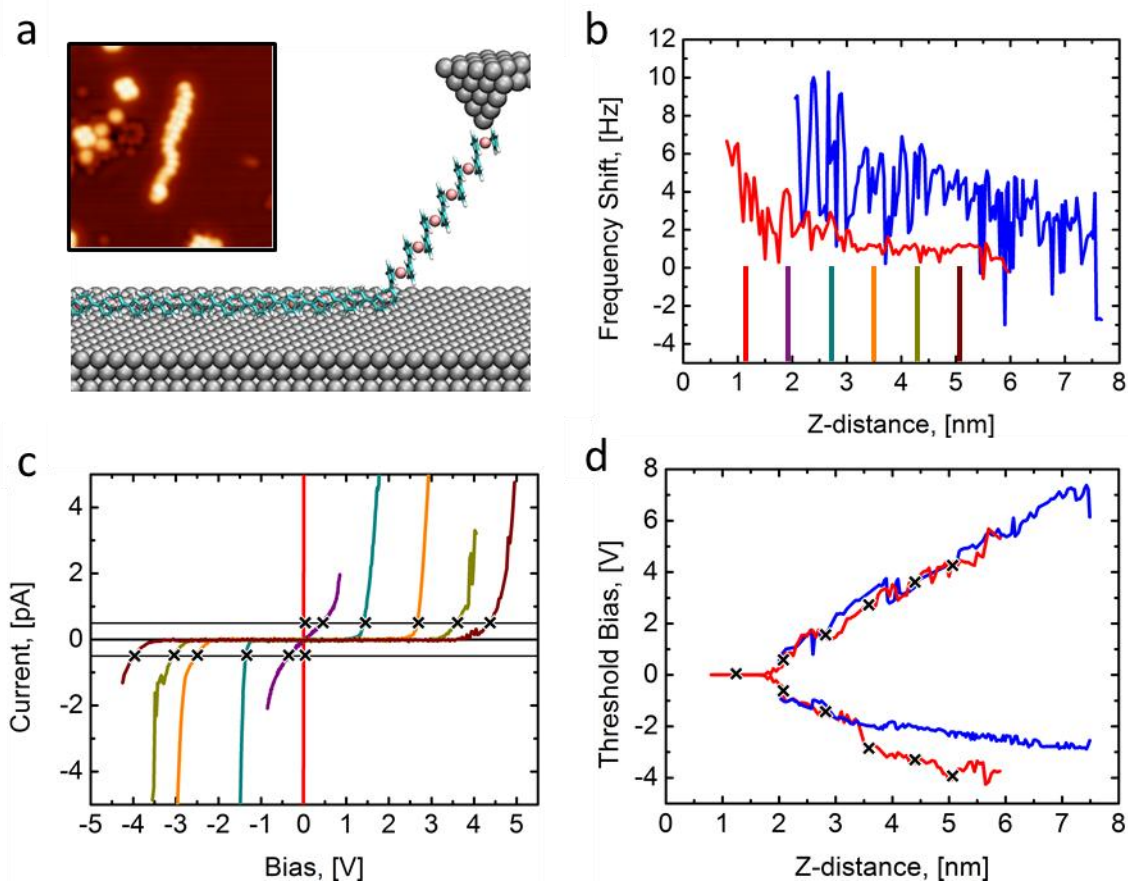 a
b
12
10
8
6
4
2
0
-2
-4
Frequency Shift, [Hz]
0 1 2 3 4 5 6 7 8
Z-distance, [nm]
c
4
2
0
-2
-4
Current, [pA]
-5 -4 -3 -2 -1 0 1 2 3 4 5
Bias, [V]
d
8
6
4
2
0
-2
-4
Threshold Bias, [V]
0 1 2 3 4 5 6 7 8
Z-distance, [nm]